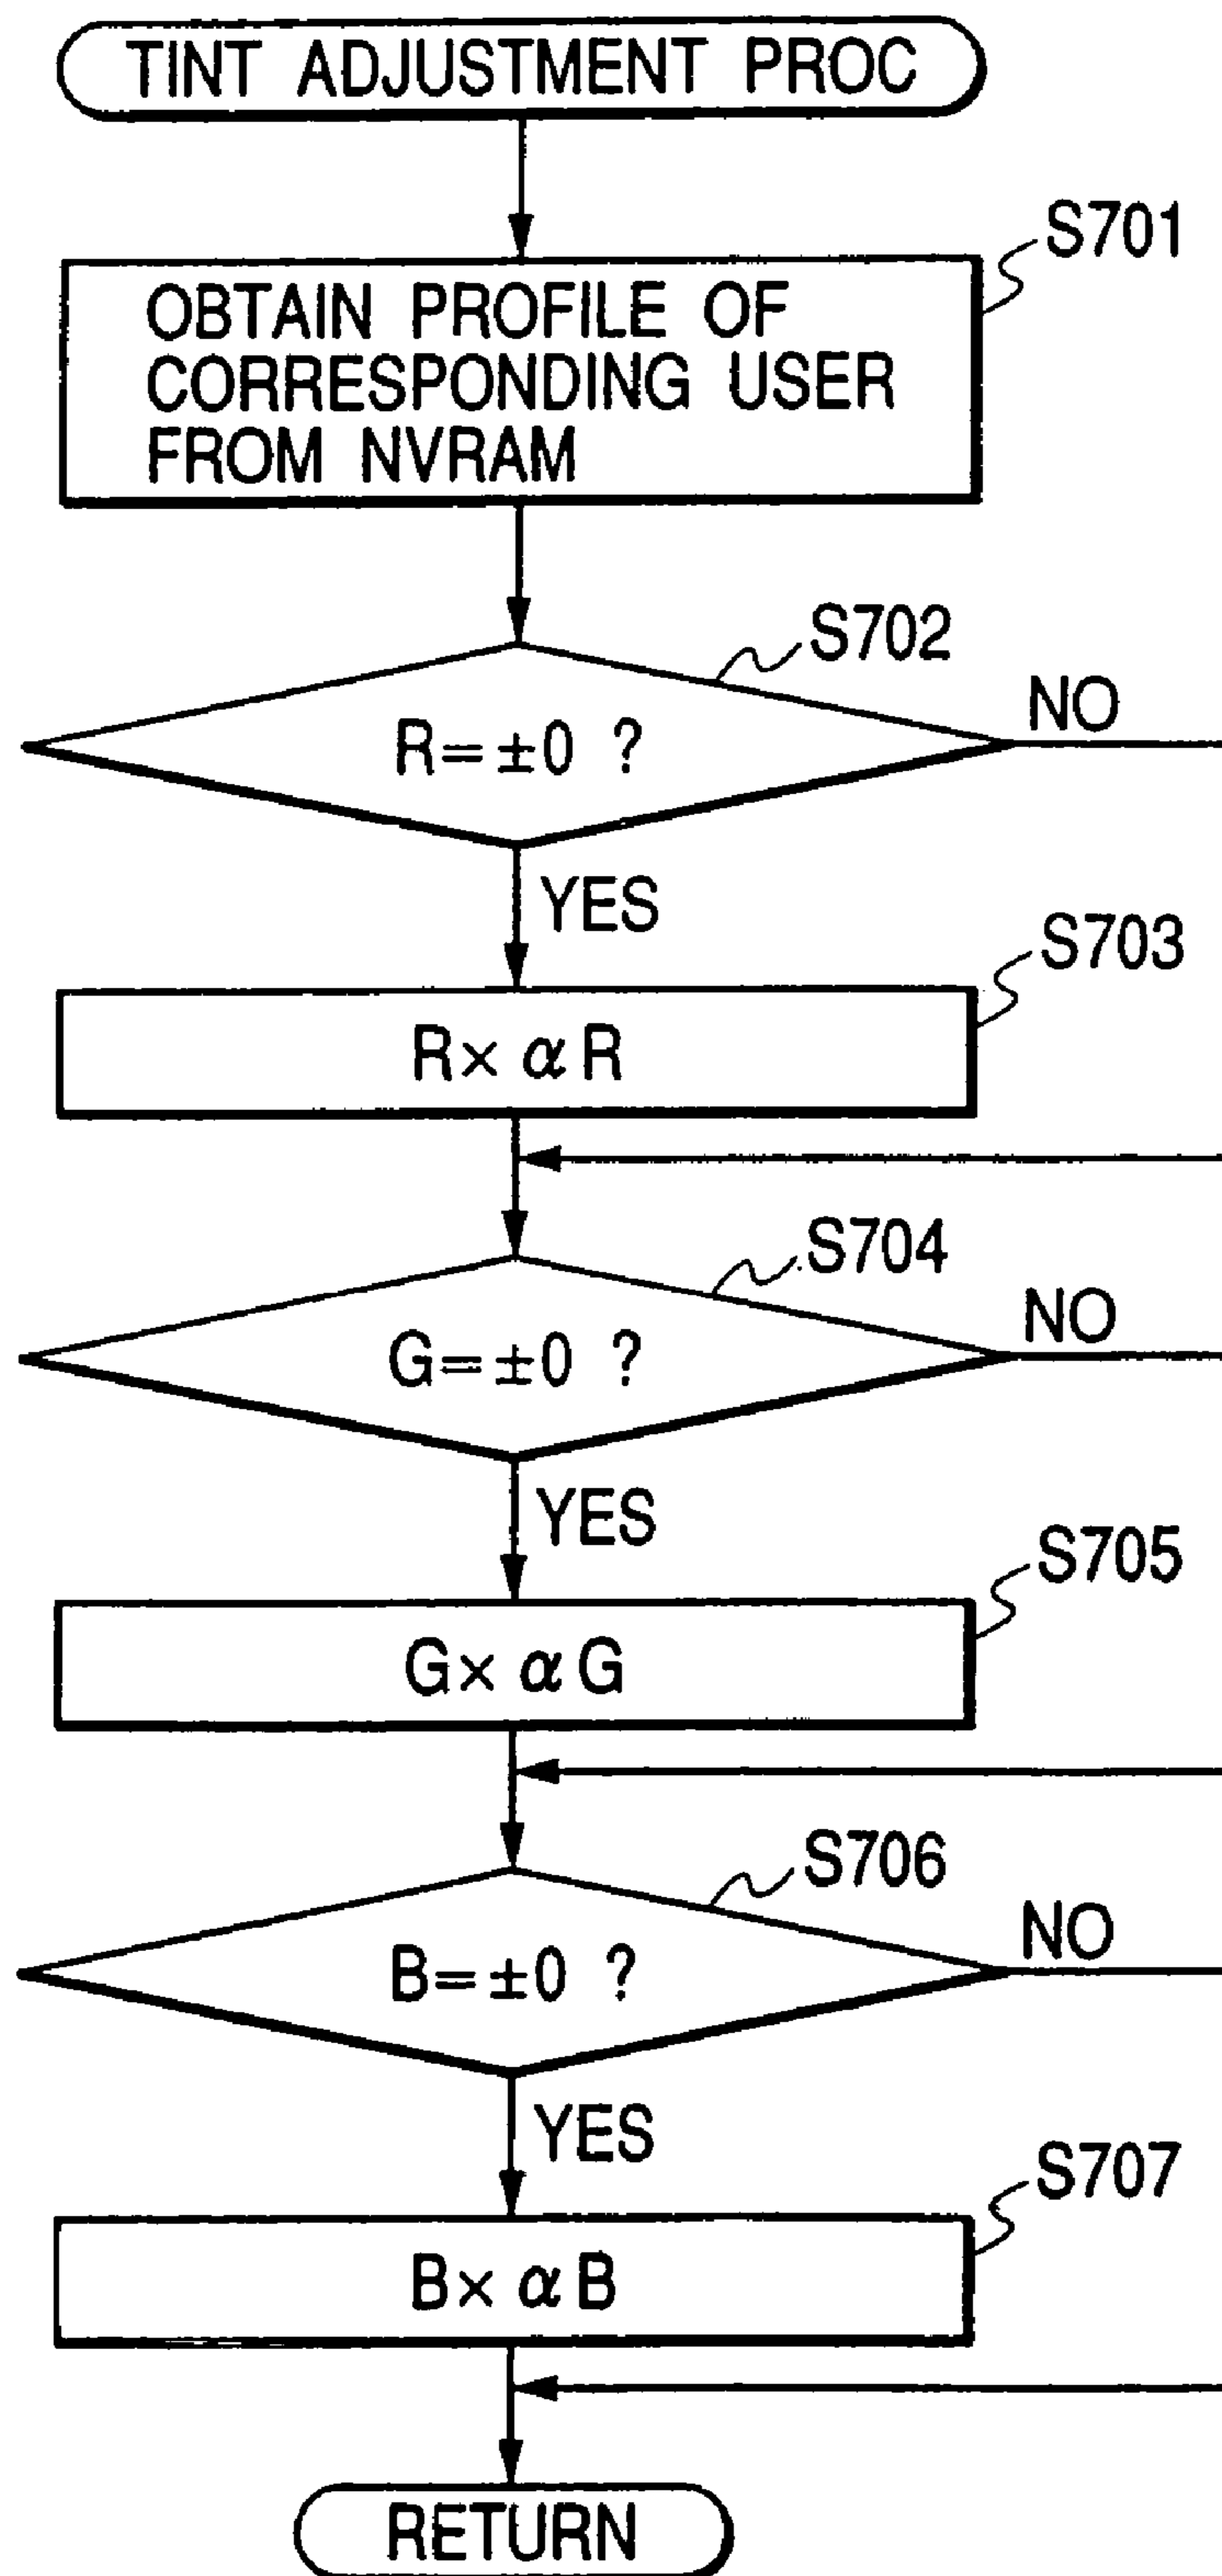 TINT ADJUSTMENT PROC
S701
OBTAIN PROFILE OF
CORRESPONDING USER
FROM NVRAM
S702
R=±0 ?
NO
YES
S703
R× αR
S704
G=±0 ?
NO
YES
S705
G× αG
S706
B=±0 ?
NO
YES
S707
B× αB
RETURN